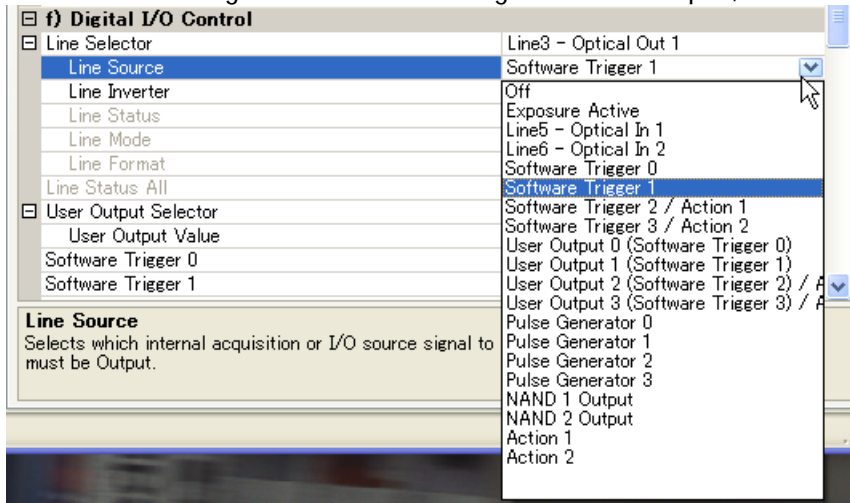 f) Digital I/O Control
Line Selector
Line3 - Optical Out 1
Line Source
Software Trigger 1
Line Inverter
Line Status
Line Mode
Line Format
Line Status All
User Output Selector
User Output Value
Software Trigger 0
Software Trigger 1
Off
Exposure Active
Line5 - Optical In 1
Line6 - Optical In 2
Software Trigger 0
Software Trigger 1
Software Trigger 2 / Action 1
Software Trigger 3 / Action 2
User Output 0 (Software Trigger 0)
User Output 1 (Software Trigger 1)
User Output 2 (Software Trigger 2) /
User Output 3 (Software Trigger 3) /
Pulse Generator 0
Pulse Generator 1
Pulse Generator 2
Pulse Generator 3
NAND 1 Output
NAND 2 Output
Action 1
Action 2
Line Source
Selects which internal acquisition or I/O source signal to
must be Output.